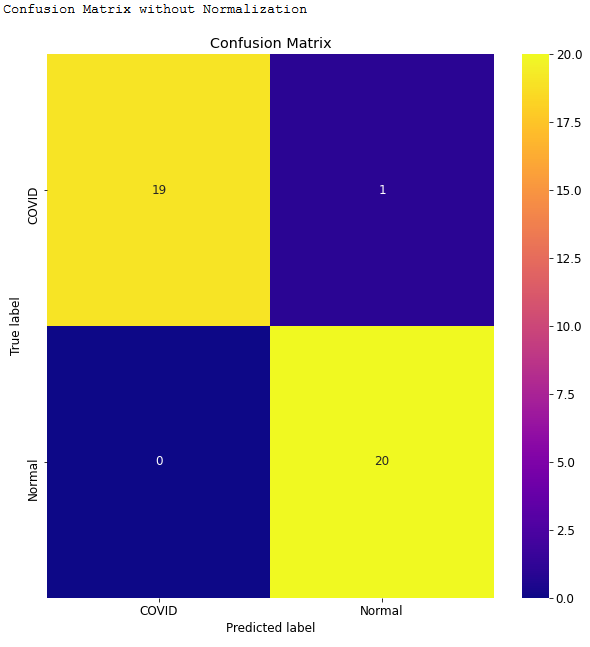 Confusion Matrix without Normalization
Confusion Matrix
20.0
17.5
15.0
12.5
10.0
7.5
5.0
2.5
0.0
True label
COVID
Normal
19
1
0
20
COVID
Normal
Predicted label